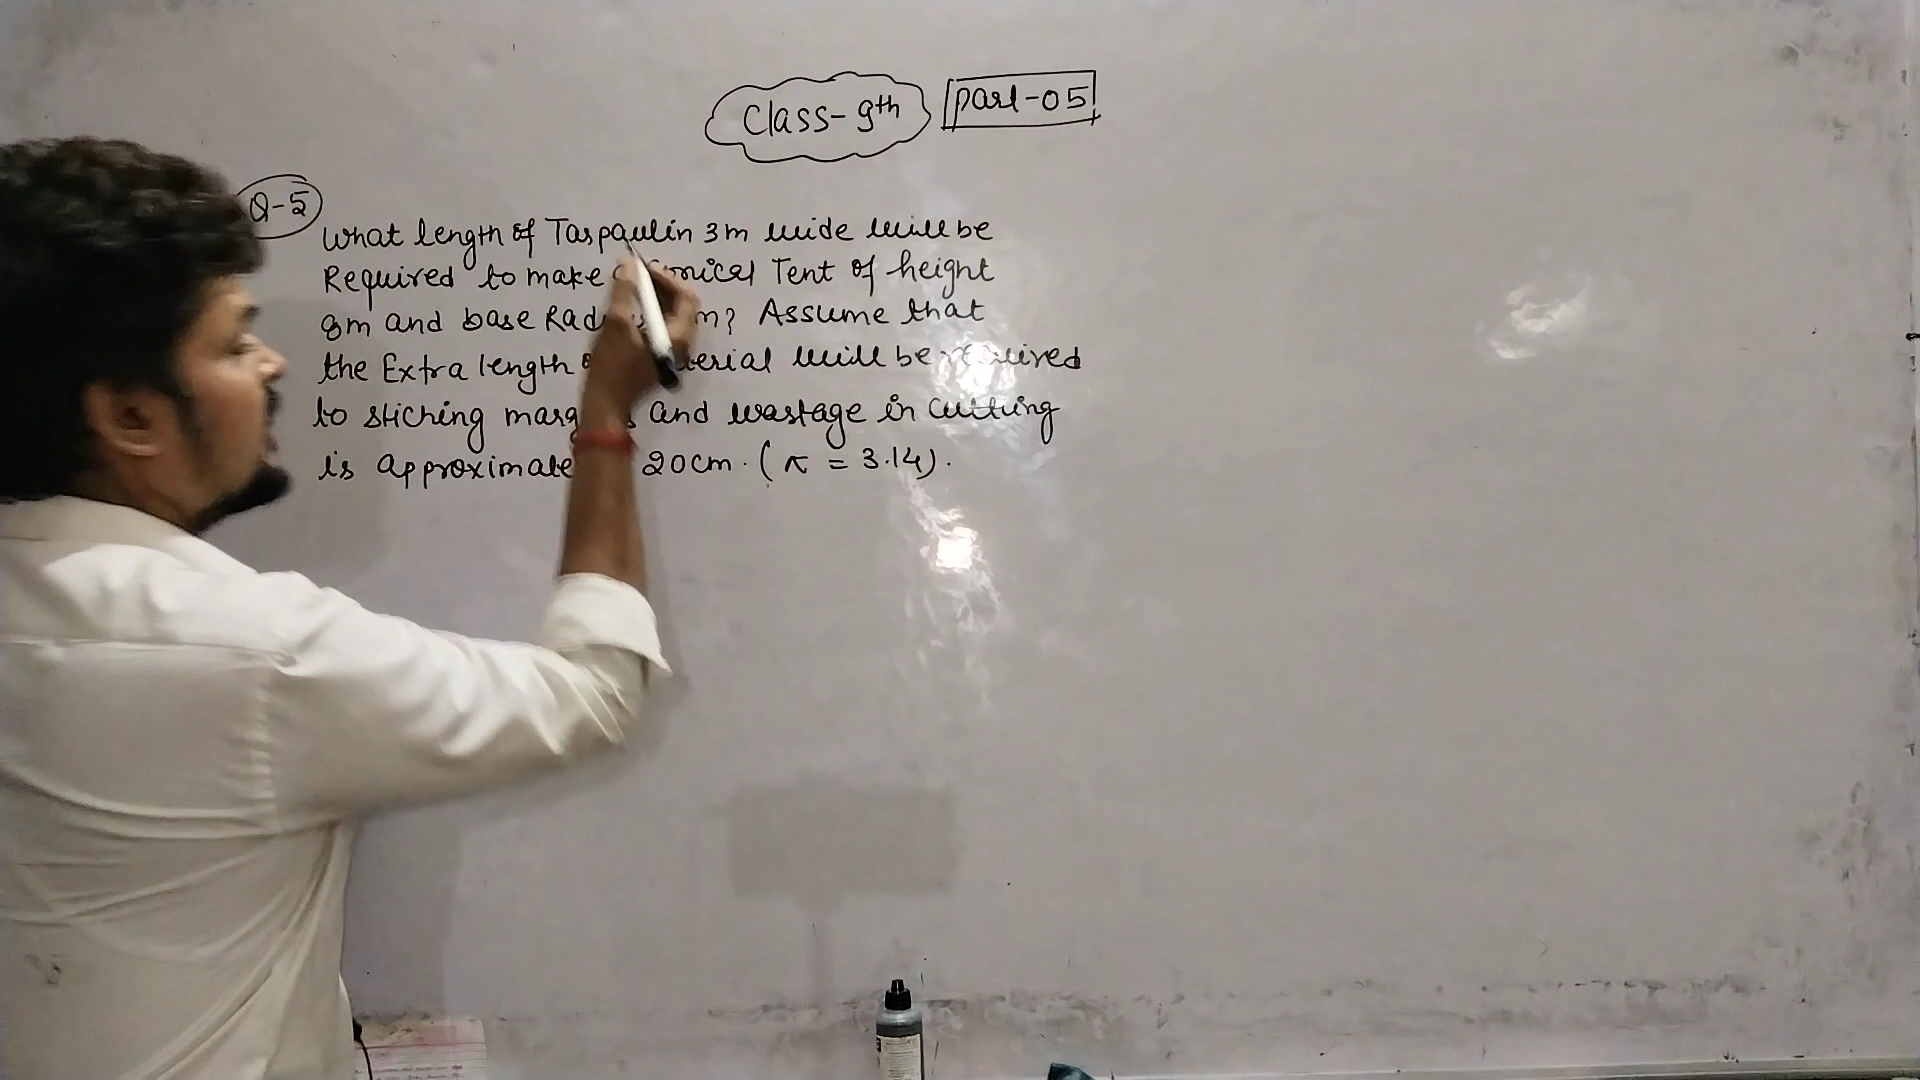 Class-9th
Part-05
Q-5
What length of Tarpaulin 3m wide will be
Required to make conical Tent of height
8m and base Rad m? Assume that
the Extra length will be required
to stiching and wastage in cutting
is approximate 20cm. (π = 3.14).